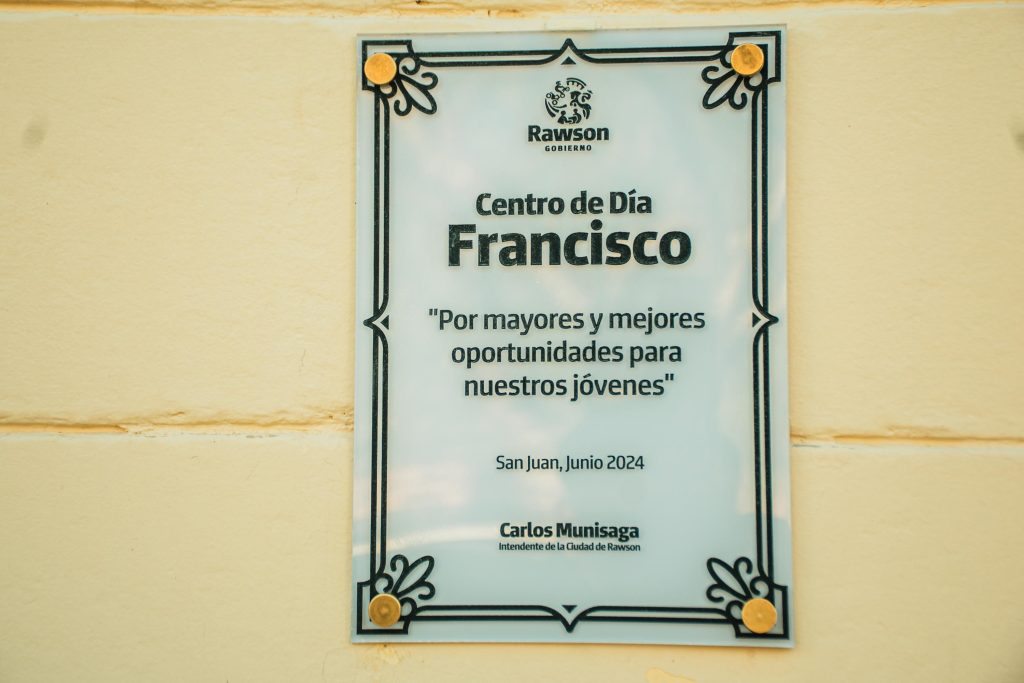 Rawson
GOBIERNO
Centro de Día
Francisco
"Por mayores y mejores
oportunidades para
nuestros jóvenes"
San Juan, Junio 2024
Carlos Munisaga
Intendente de la Ciudad de Rawson